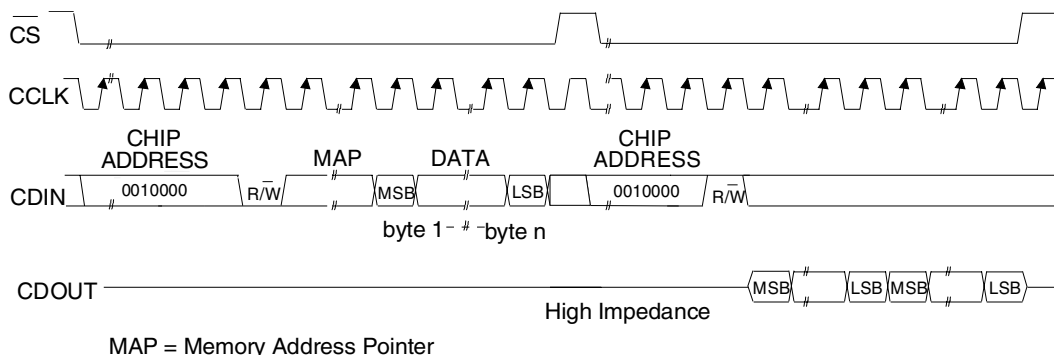 CS
CCLK
CHIP ADDRESS MAP DATA CHIP ADDRESS
CDIN 0010000 R/W MSB LSB 0010000 R/W
byte 1 byte n
CDOUT MSB LSB MSB LSB
High Impedance
MAP = Memory Address Pointer